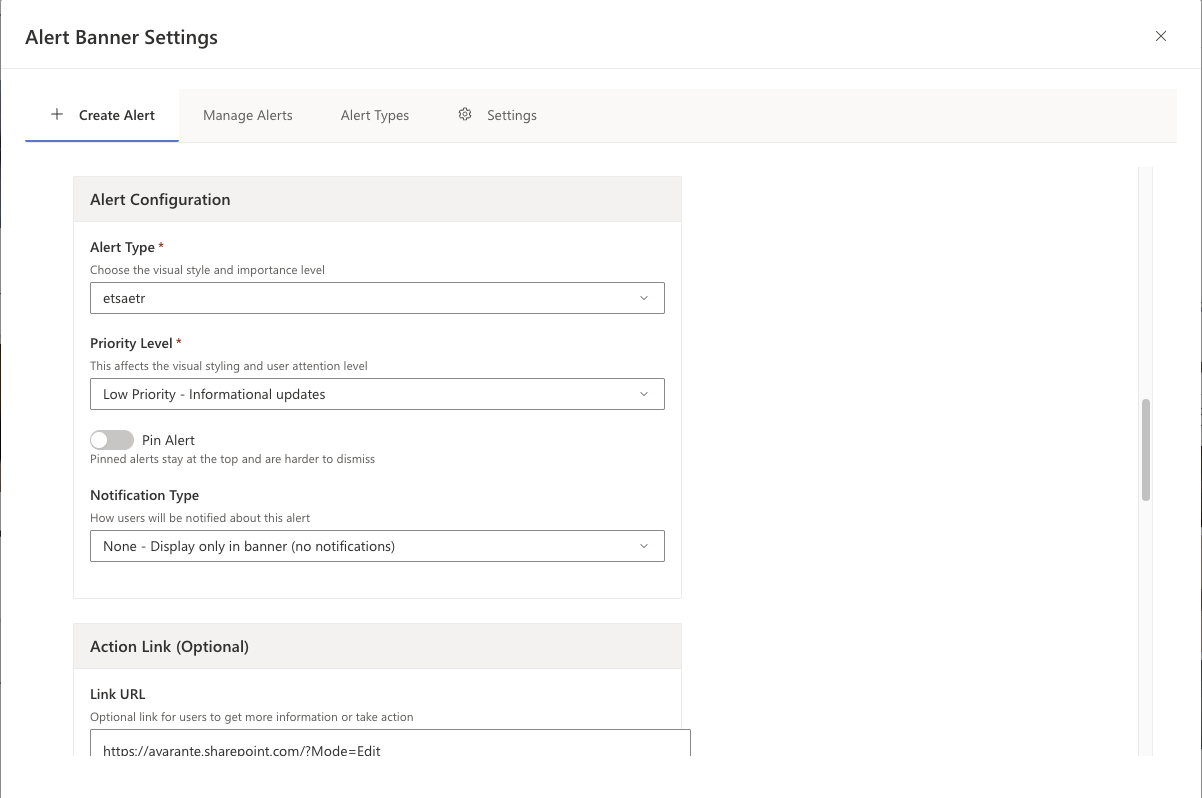 Alert Banner Settings
Create Alert
Manage Alerts
Alert Types
Settings
Alert Configuration
Alert Type *
Choose the visual style and importance level
etsaetr
Priority Level *
This affects the visual styling and user attention level
Low Priority - Informational updates
Pin Alert
Pinned alerts stay at the top and are harder to dismiss
Notification Type
How users will be notified about this alert
None - Display only in banner (no notifications)
Action Link (Optional)
Link URL
Optional link for users to get more information or take action
https://avarante.sharepoint.com/?Mode=Edit